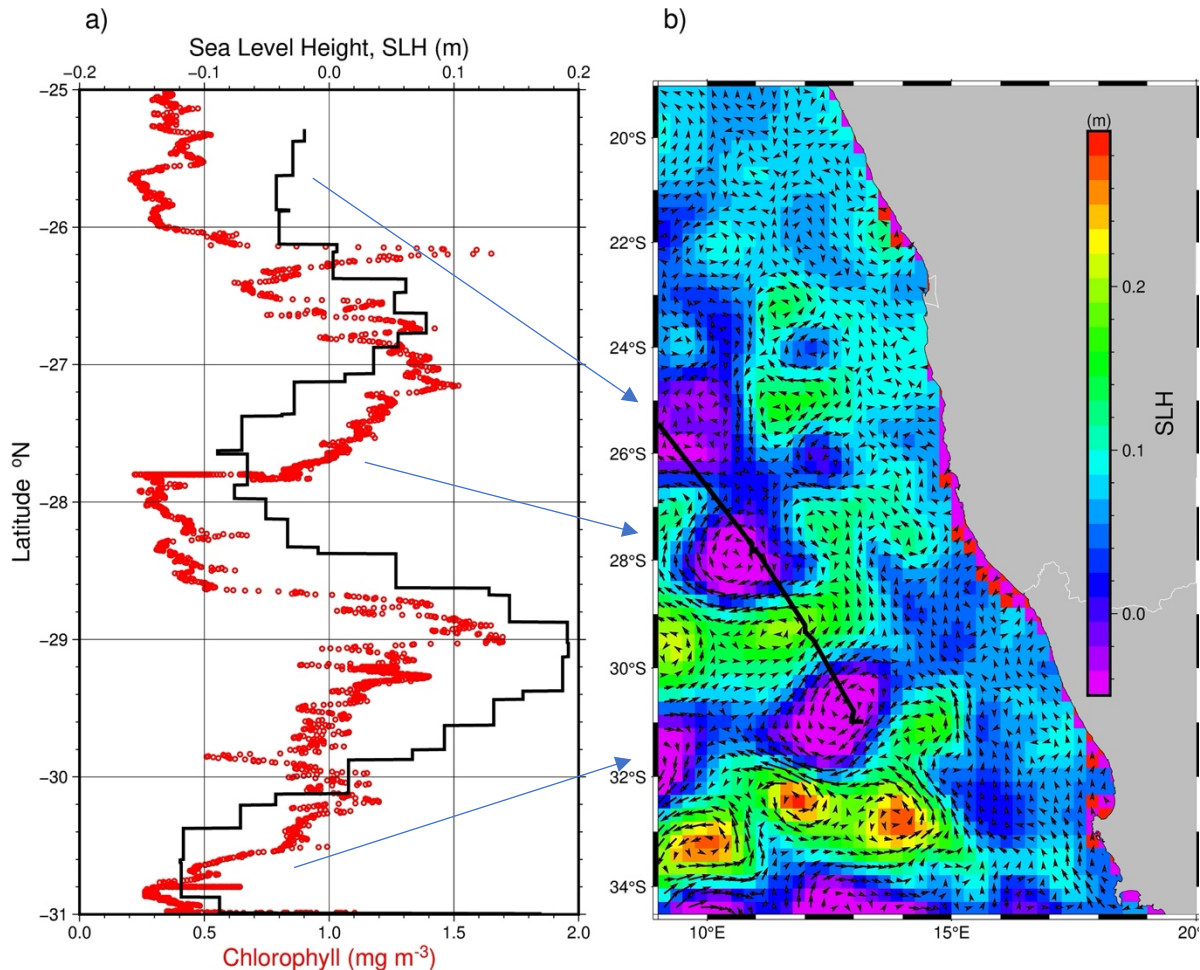 a)
Sea Level Height, SLH (m)
−0.2 −0.1 0.0 0.1 0.2
−25
−26
−27
−28
−29
−30
−31
Latitude ºN
0.0 0.5 1.0 1.5 2.0
Chlorophyll (mg m⁻³)
b)
20°S
22°S
24°S
26°S
28°S
30°S
32°S
34°S
10°E 15°E 20°
(m)
0.2
0.1
0.0
SLH